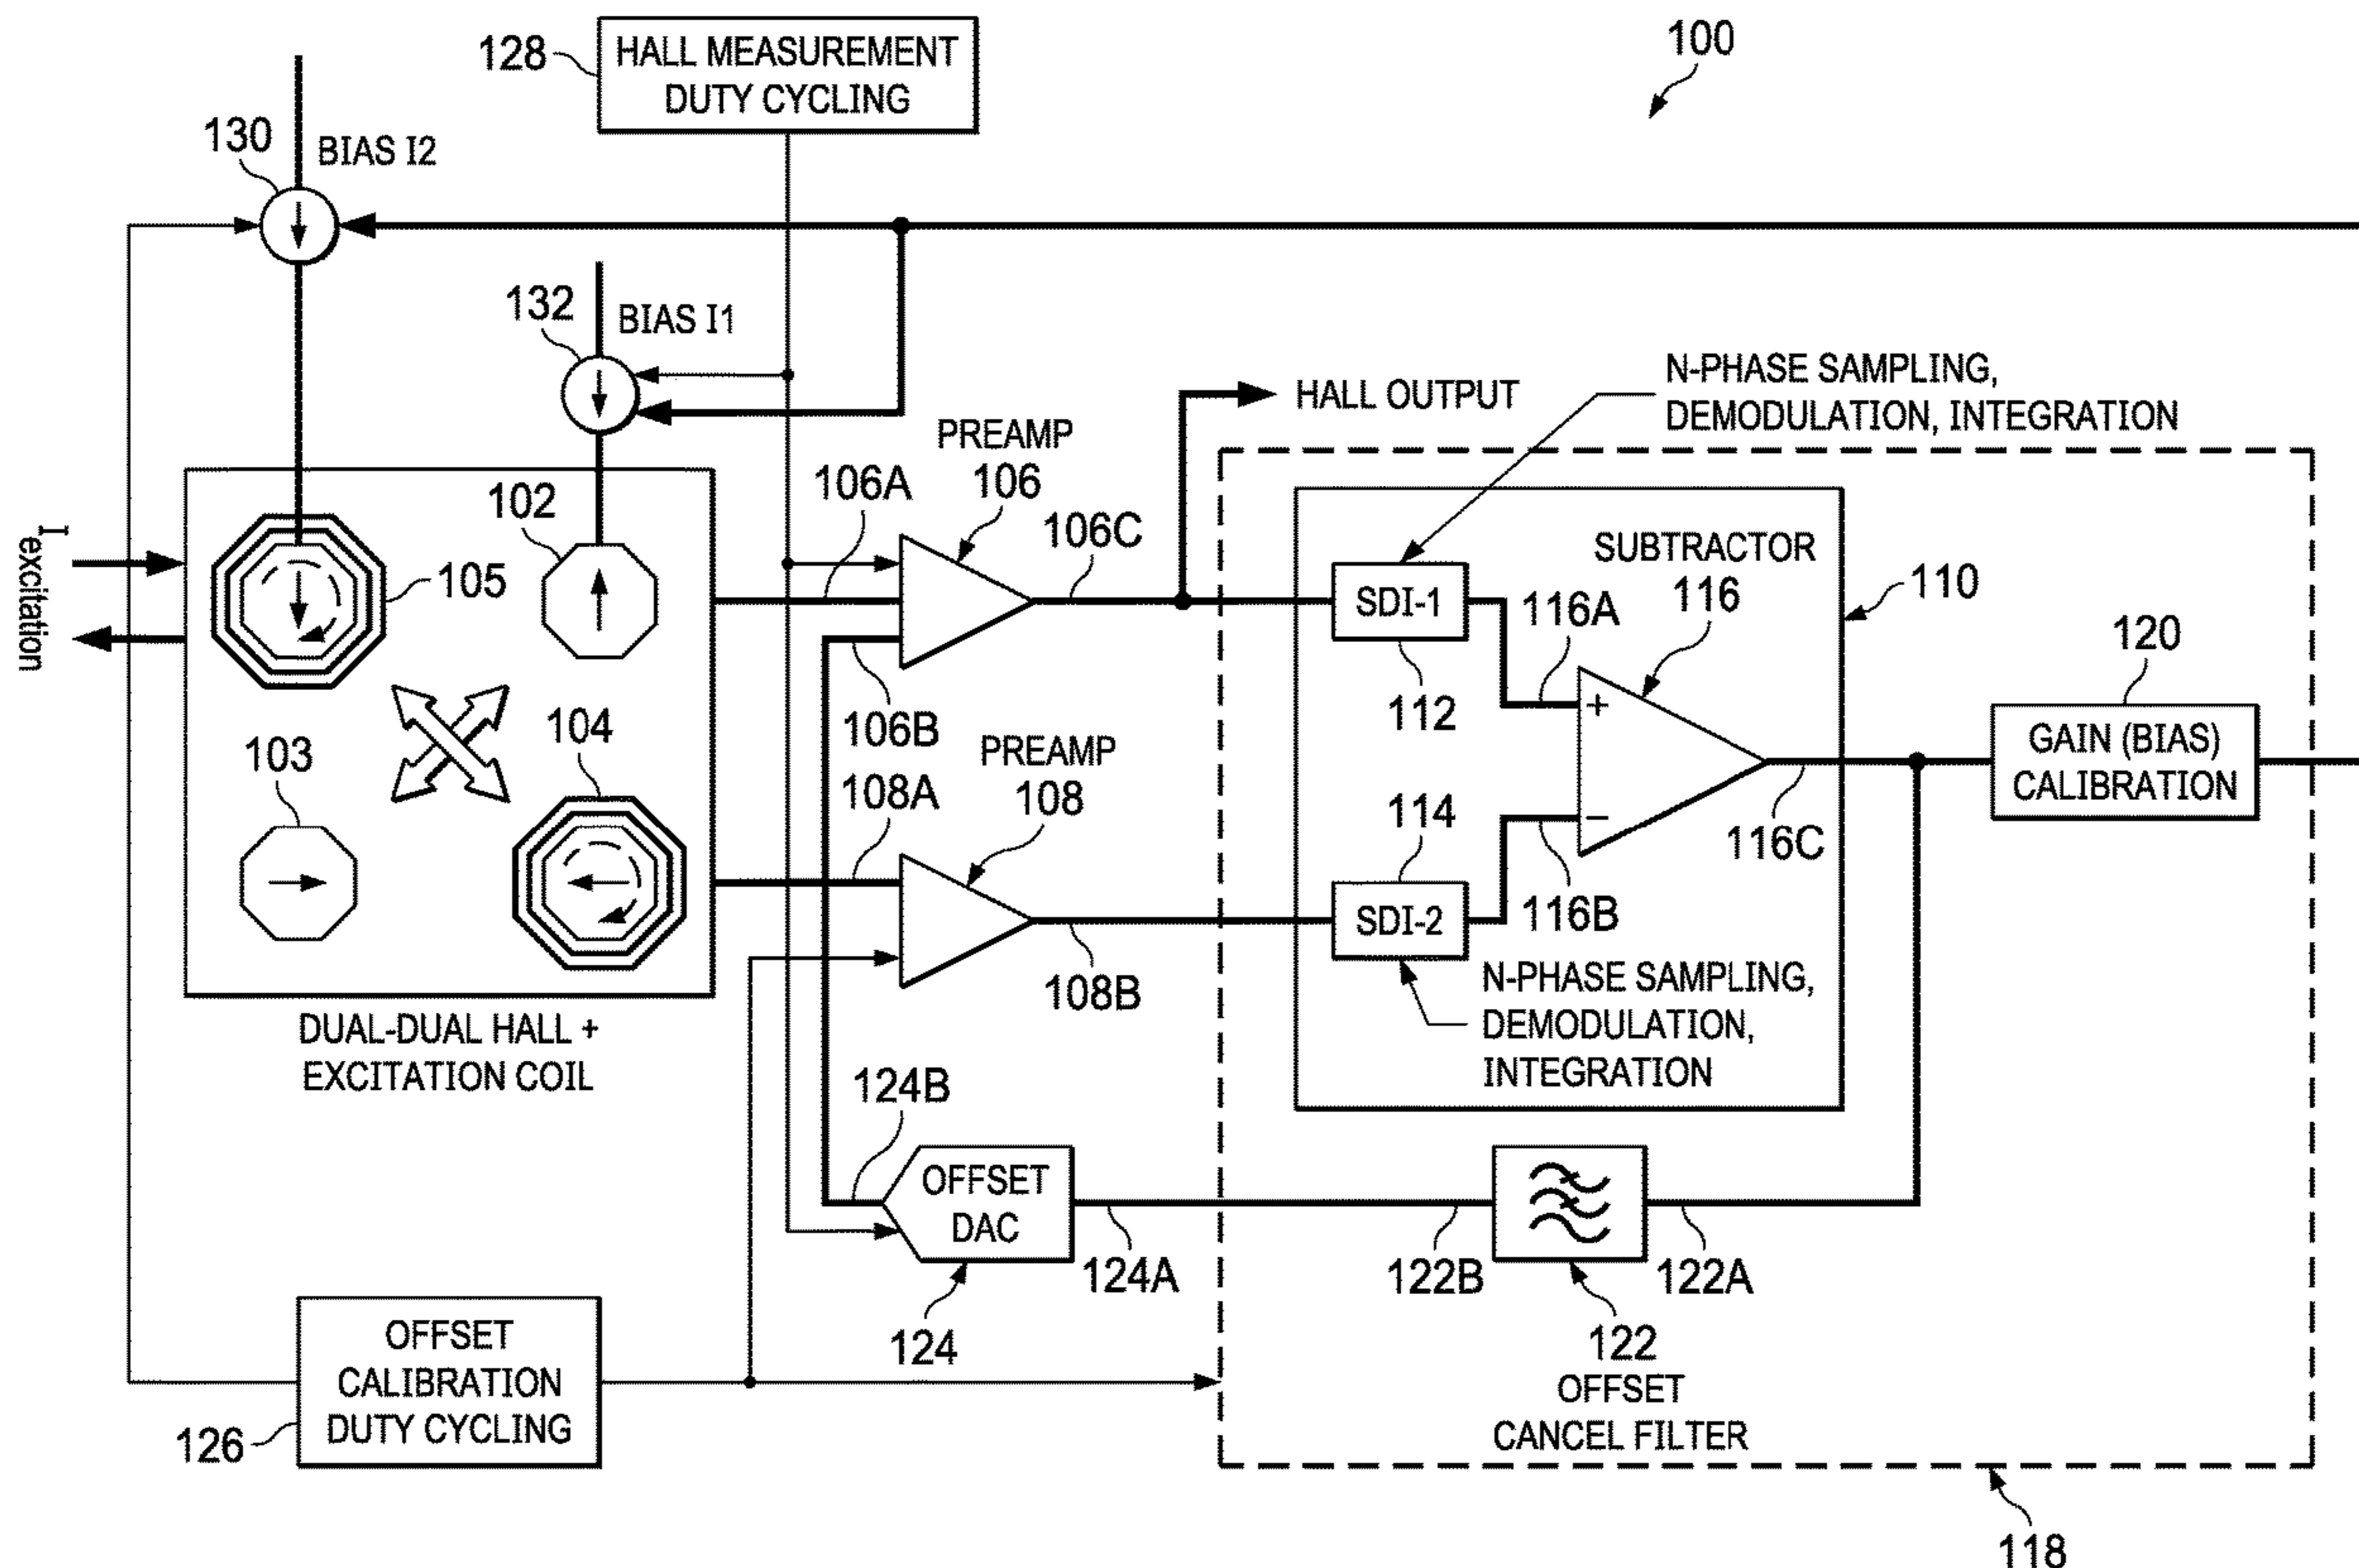 100
128
HALL MEASUREMENT
DUTY CYCLING
130
BIAS I2
132
BIAS I1
HALL OUTPUT
N-PHASE SAMPLING,
DEMODULATION, INTEGRATION
I excitation
105
102
103
104
DUAL-DUAL HALL +
EXCITATION COIL
106A
PREAMP
106
106C
106B
108A
PREAMP
108
108B
SDI-1
112
SUBTRACTOR
116
116A
+
110
120
GAIN (BIAS)
CALIBRATION
114
SDI-2
116B
−
116C
N-PHASE SAMPLING,
DEMODULATION,
INTEGRATION
124B
OFFSET
DAC
124
124A
122B
122A
122
OFFSET
CANCEL FILTER
OFFSET
CALIBRATION
DUTY CYCLING
126
118